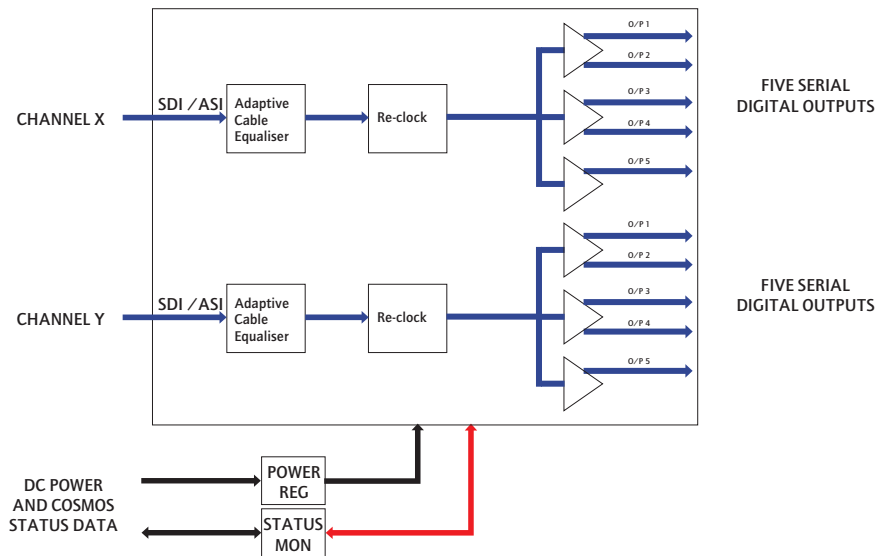 O/P 1
O/P 2
CHANNEL X
SDI / ASI
Adaptive
Cable
Equaliser
Re-clock
O/P 3
O/P 4
O/P 5
FIVE SERIAL
DIGITAL OUTPUTS
CHANNEL Y
SDI / ASI
Adaptive
Cable
Equaliser
Re-clock
O/P 1
O/P 2
O/P 3
O/P 4
O/P 5
FIVE SERIAL
DIGITAL OUTPUTS
DC POWER
AND COSMOS
STATUS DATA
POWER
REG
STATUS
MON